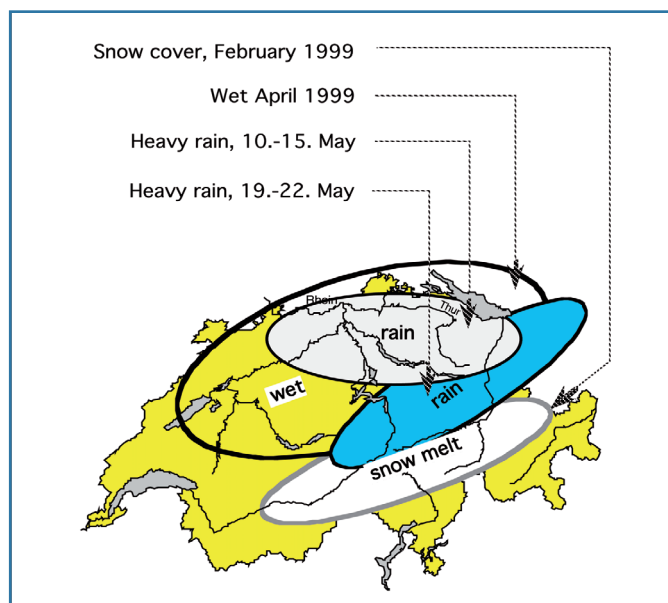 Snow cover, February 1999
Wet April 1999
Heavy rain, 10.-15. May
Heavy rain, 19.-22. May
Rhein
Thur
rain
wet
rain
snow melt